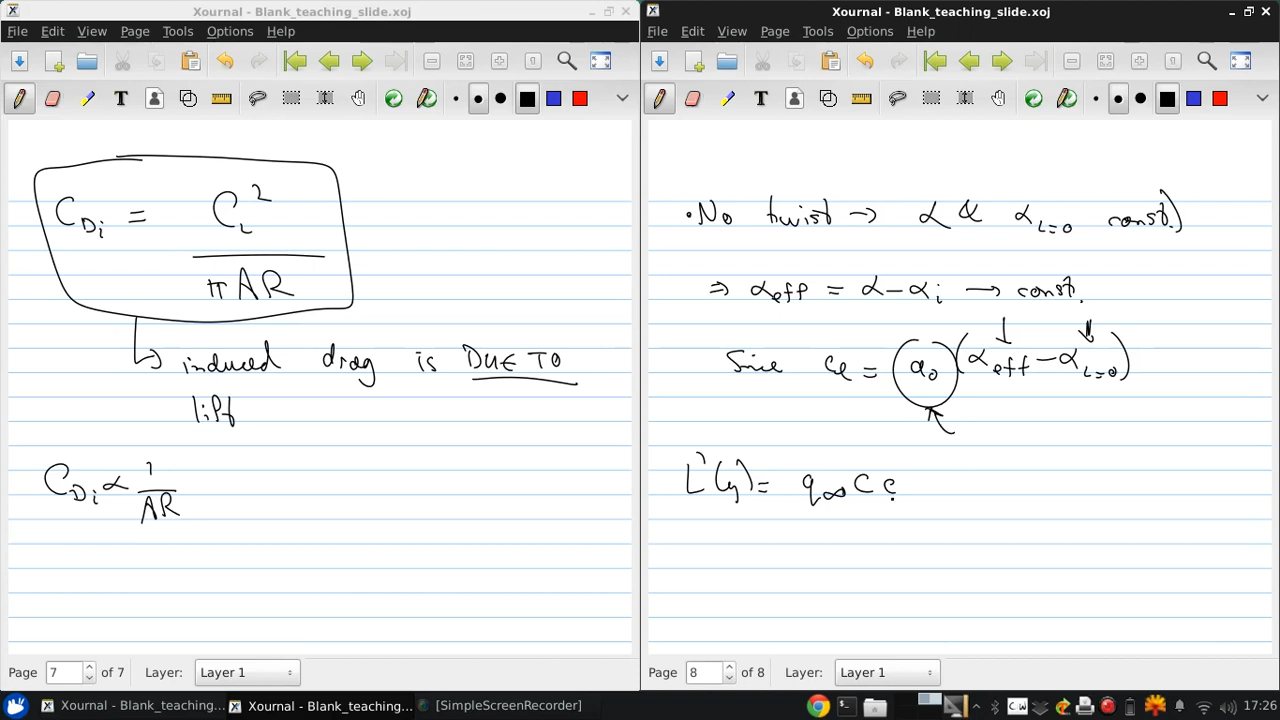 Xournal - Blank_teaching_slide.xoj
File Edit View Page Tools Options Help
C_Di = C_L^2 / πAR
↳ induced drag is DUE TO
lift
C_Di ∝ 1/AR
Page 7 of 7 Layer: Layer 1
Xournal - Blank_teaching_slide.xoj
File Edit View Page Tools Options Help
• No twist → α & α_L=0 const.)
⇒ α_eff = α - α_i → const.
Since c_l = (a_0)(α_eff - α_L=0)
L'(y) = q_∞ c c
Page 8 of 8 Layer: Layer 1
Xournal - Blank_teaching... Xournal - Blank_teaching... [SimpleScreenRecorder] CW 17:26